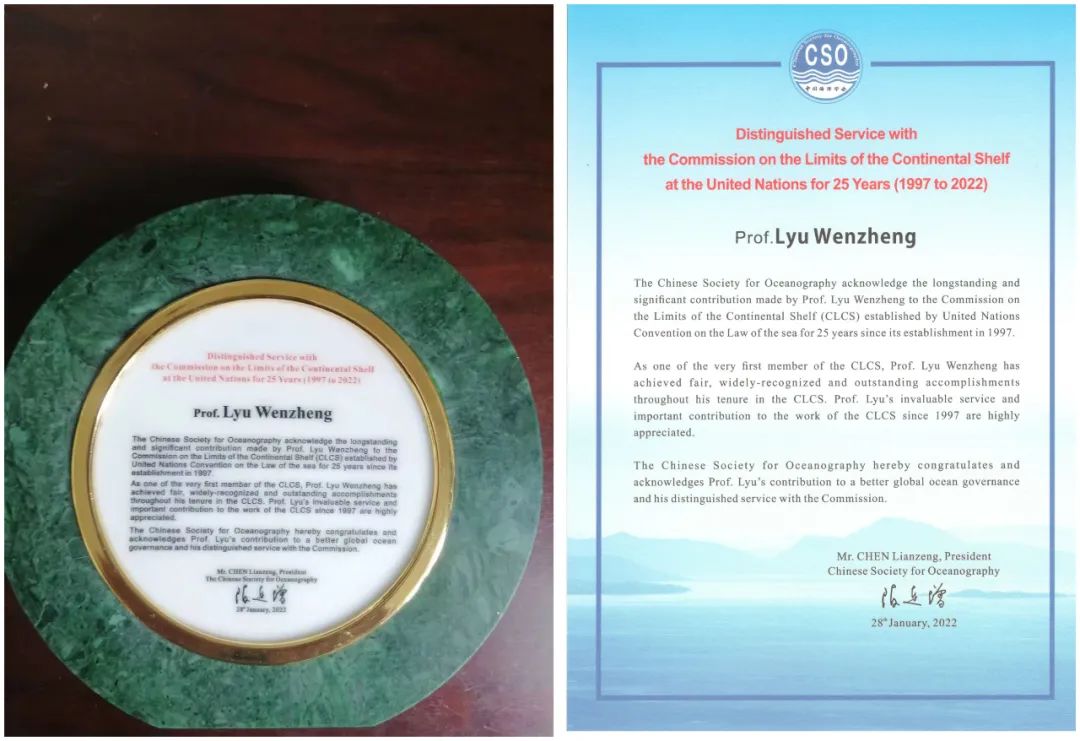 Distinguished Service with
the Commission on the Limits of the Continental Shelf
at the United Nations for 25 Years (1997 to 2022)
Prof. Lyu Wenzheng
The Chinese Society for Oceanography acknowledge the longstanding
and significant contribution made by Prof. Lyu Wenzheng to the
Commission on the Limits of the Continental Shelf (CLCS) established by
United Nations Convention on the Law of the sea for 25 years since its
establishment in 1997.
As one of the very first member of the CLCS, Prof. Lyu Wenzheng has
achieved fair, widely-recognized and outstanding accomplishments
throughout his tenure in the CLCS. Prof. Lyu's invaluable service and
important contribution to the work of the CLCS since 1997 are highly
appreciated.
The Chinese Society for Oceanography hereby congratulates and
acknowledges Prof. Lyu's contribution to a better global ocean
governance and his distinguished service with the Commission.
Mr. CHEN Lianzeng, President
The Chinese Society for Oceanography
28th January, 2022
Chinese Society for Oceanography
CSO
中国海洋学会
Distinguished Service with
the Commission on the Limits of the Continental Shelf
at the United Nations for 25 Years (1997 to 2022)
Prof. Lyu Wenzheng
The Chinese Society for Oceanography acknowledge the longstanding and
significant contribution made by Prof. Lyu Wenzheng to the Commission on
the Limits of the Continental Shelf (CLCS) established by United Nations
Convention on the Law of the sea for 25 years since its establishment in 1997.
As one of the very first member of the CLCS, Prof. Lyu Wenzheng has
achieved fair, widely-recognized and outstanding accomplishments
throughout his tenure in the CLCS. Prof. Lyu's invaluable service and
important contribution to the work of the CLCS since 1997 are highly
appreciated.
The Chinese Society for Oceanography hereby congratulates and
acknowledges Prof. Lyu's contribution to a better global ocean governance
and his distinguished service with the Commission.
Mr. CHEN Lianzeng, President
Chinese Society for Oceanography
28th January, 2022